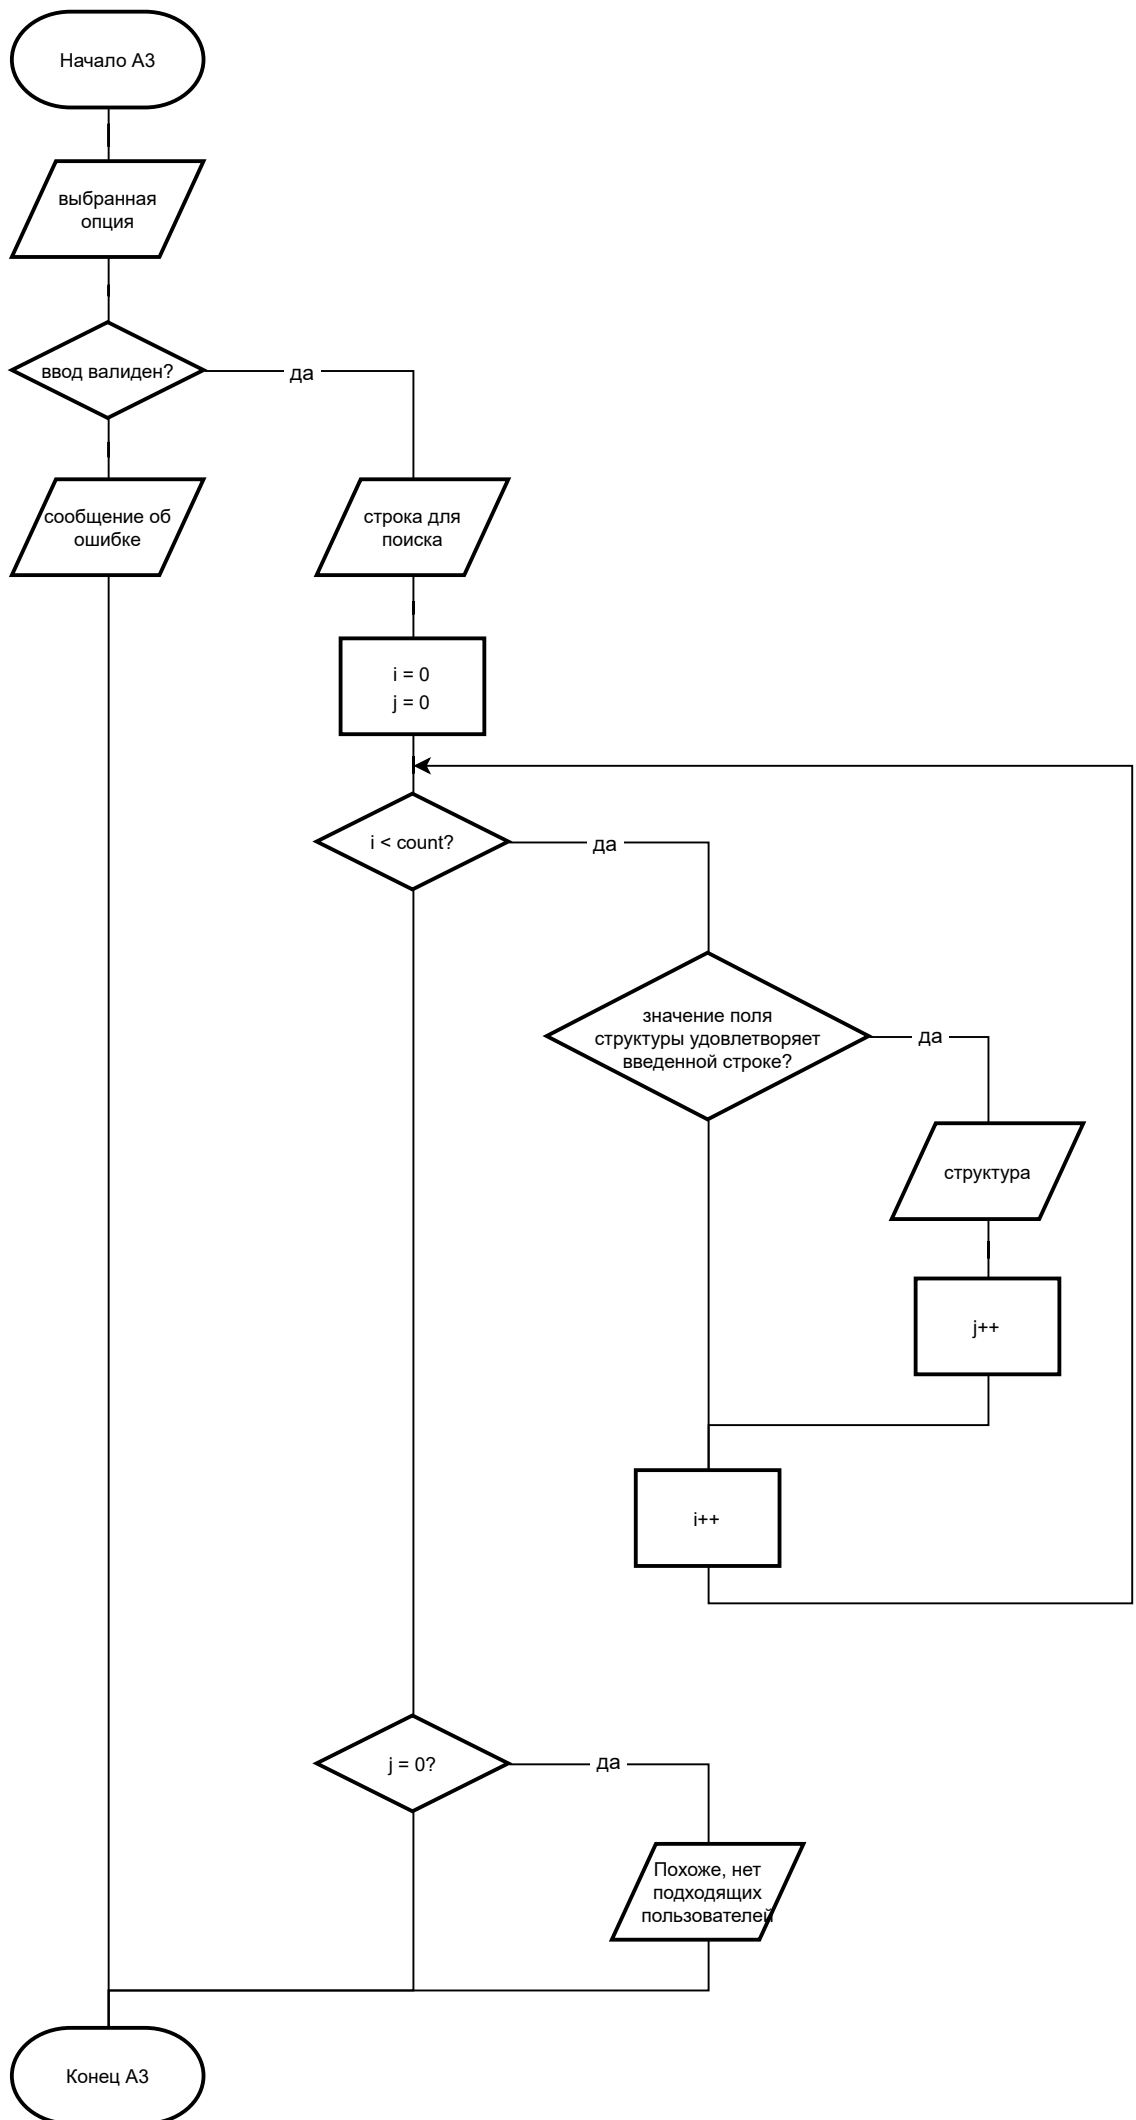 Начало А3
выбранная
опция
ввод валиден?
да
сообщение об
ошибке
строка для
поиска
i = 0
j = 0
i < count?
да
значение поля
структуры удовлетворяет
введенной строке?
да
структура
j++
i++
j = 0?
да
Похоже, нет
подходящих
пользователей
Конец А3